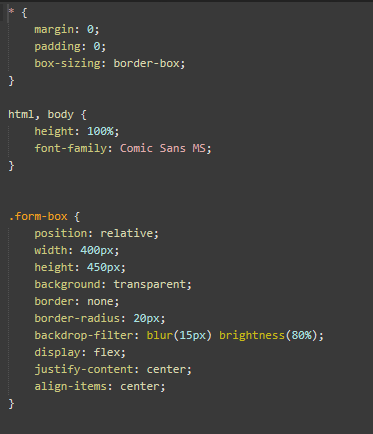 * {
    margin: 0;
    padding: 0;
    box-sizing: border-box;
}

html, body {
    height: 100%;
    font-family: Comic Sans MS;
}


.form-box {
    position: relative;
    width: 400px;
    height: 450px;
    background: transparent;
    border: none;
    border-radius: 20px;
    backdrop-filter: blur(15px) brightness(80%);
    display: flex;
    justify-content: center;
    align-items: center;
}